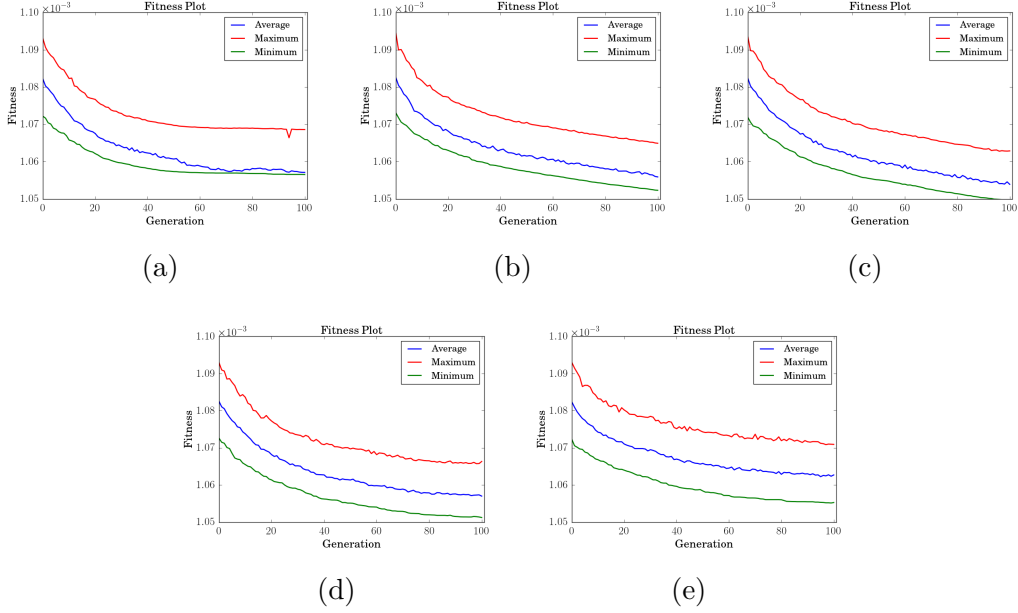 Fitness Plot
×10⁻³
1.10
1.09
1.08
1.07
1.06
1.05
Fitness
0 20 40 60 80 100
Generation
Average
Maximum
Minimum
(a)
Fitness Plot
×10⁻³
1.10
1.09
1.08
1.07
1.06
1.05
Fitness
0 20 40 60 80 100
Generation
Average
Maximum
Minimum
(b)
Fitness Plot
×10⁻³
1.10
1.09
1.08
1.07
1.06
1.05
Fitness
0 20 40 60 80 100
Generation
Average
Maximum
Minimum
(c)
Fitness Plot
×10⁻³
1.10
1.09
1.08
1.07
1.06
1.05
Fitness
0 20 40 60 80 100
Generation
Average
Maximum
Minimum
(d)
Fitness Plot
×10⁻³
1.10
1.09
1.08
1.07
1.06
1.05
Fitness
0 20 40 60 80 100
Generation
Average
Maximum
Minimum
(e)